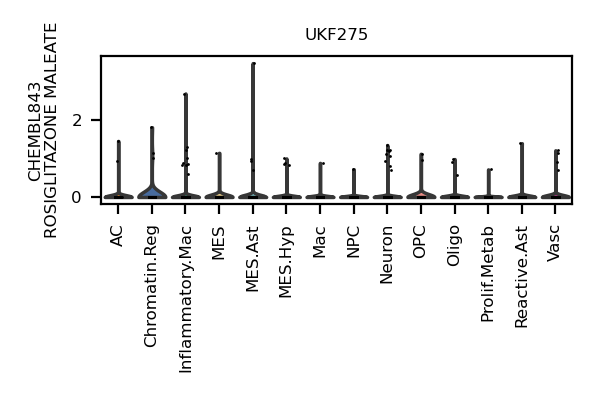 UKF275
CHEMBL843
ROSIGLITAZONE MALEATE
2
0
AC
Chromatin.Reg
Inflammatory.Mac
MES
MES.Ast
MES.Hyp
Mac
NPC
Neuron
OPC
Oligo
Prolif.Metab
Reactive.Ast
Vasc